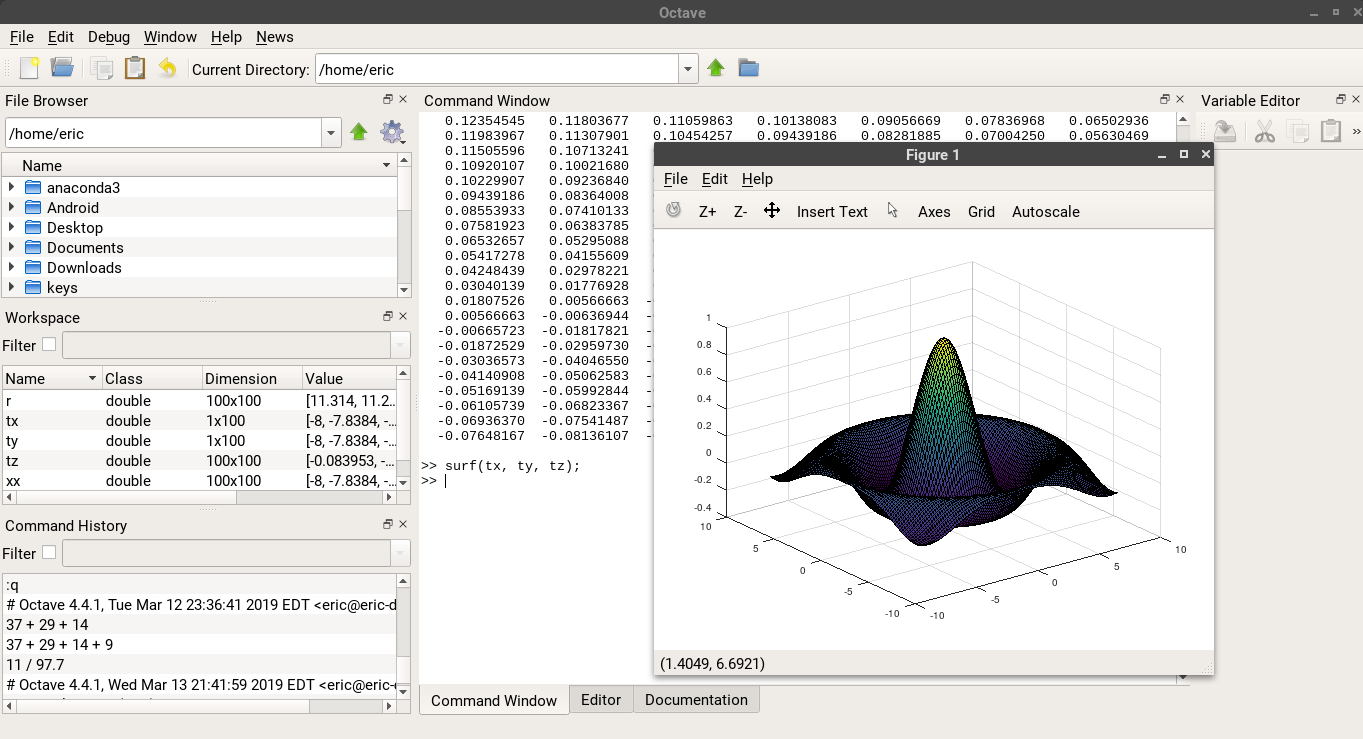 Octave
File Edit Debug Window Help News
Current Directory: /home/eric
File Browser
/home/eric
Name
anaconda3
Android
Desktop
Documents
Downloads
keys
Workspace
Filter
Name Class Dimension Value
r double 100x100 [11.314, 11.2...
tx double 1x100 [-8, -7.8384, -...
ty double 1x100 [-8, -7.8384, -...
tz double 100x100 [-0.083953, -...
xx double 100x100 [-8, -7.8384, -...
Command History
Filter
:q
# Octave 4.4.1, Tue Mar 12 23:36:41 2019 EDT <eric@eric-d
37 + 29 + 14
37 + 29 + 14 + 9
11 / 97.7
# Octave 4.4.1, Wed Mar 13 21:41:59 2019 EDT <eric@eric-
Command Window
0.12354545 0.11803677 0.11059863 0.10138083 0.09056669 0.07836968 0.06502936
0.11983967 0.11307901 0.10454257 0.09439186 0.08281885 0.07004250 0.05630469
0.11505596 0.10713241
0.10920107 0.10021680
0.10229907 0.09236840
0.09439186 0.08364008
0.08553933 0.07410133
0.07581923 0.06383785
0.06532657 0.05295088
0.05417278 0.04155609
0.04248439 0.02978221
0.03040139 0.01776928
0.01807526 0.00566663 -
0.00566663 -0.00636944 -
-0.00665723 -0.01817821 -
-0.01872529 -0.02959730 -
-0.03036573 -0.04046550 -
-0.04140908 -0.05062583 -
-0.05169139 -0.05992844 -
-0.06105739 -0.06823367 -
-0.06936370 -0.07541487 -
-0.07648167 -0.08136107 -
>> surf(tx, ty, tz);
>>
Command Window Editor Documentation
Variable Editor
»
Figure 1
File Edit Help
Z+ Z- Insert Text Axes Grid Autoscale
1
0.8
0.6
0.4
0.2
0
-0.2
-0.4
10
5
0
-5
-10
-10
-5
0
5
10
(1.4049, 6.6921)